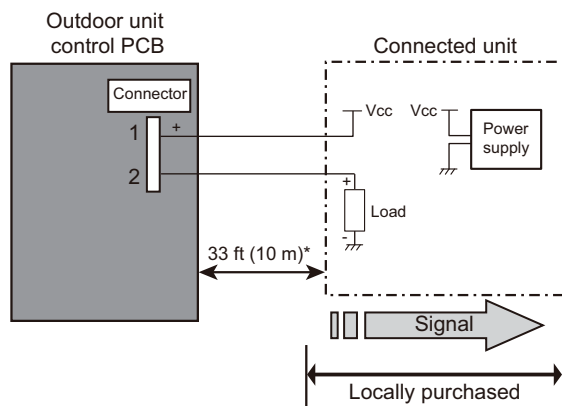 Outdoor unit
control PCB
Connected unit
Connector
1
+
2
Vcc
Vcc
Power
supply
+
Load
-
33 ft (10 m)*
Signal
Locally purchased